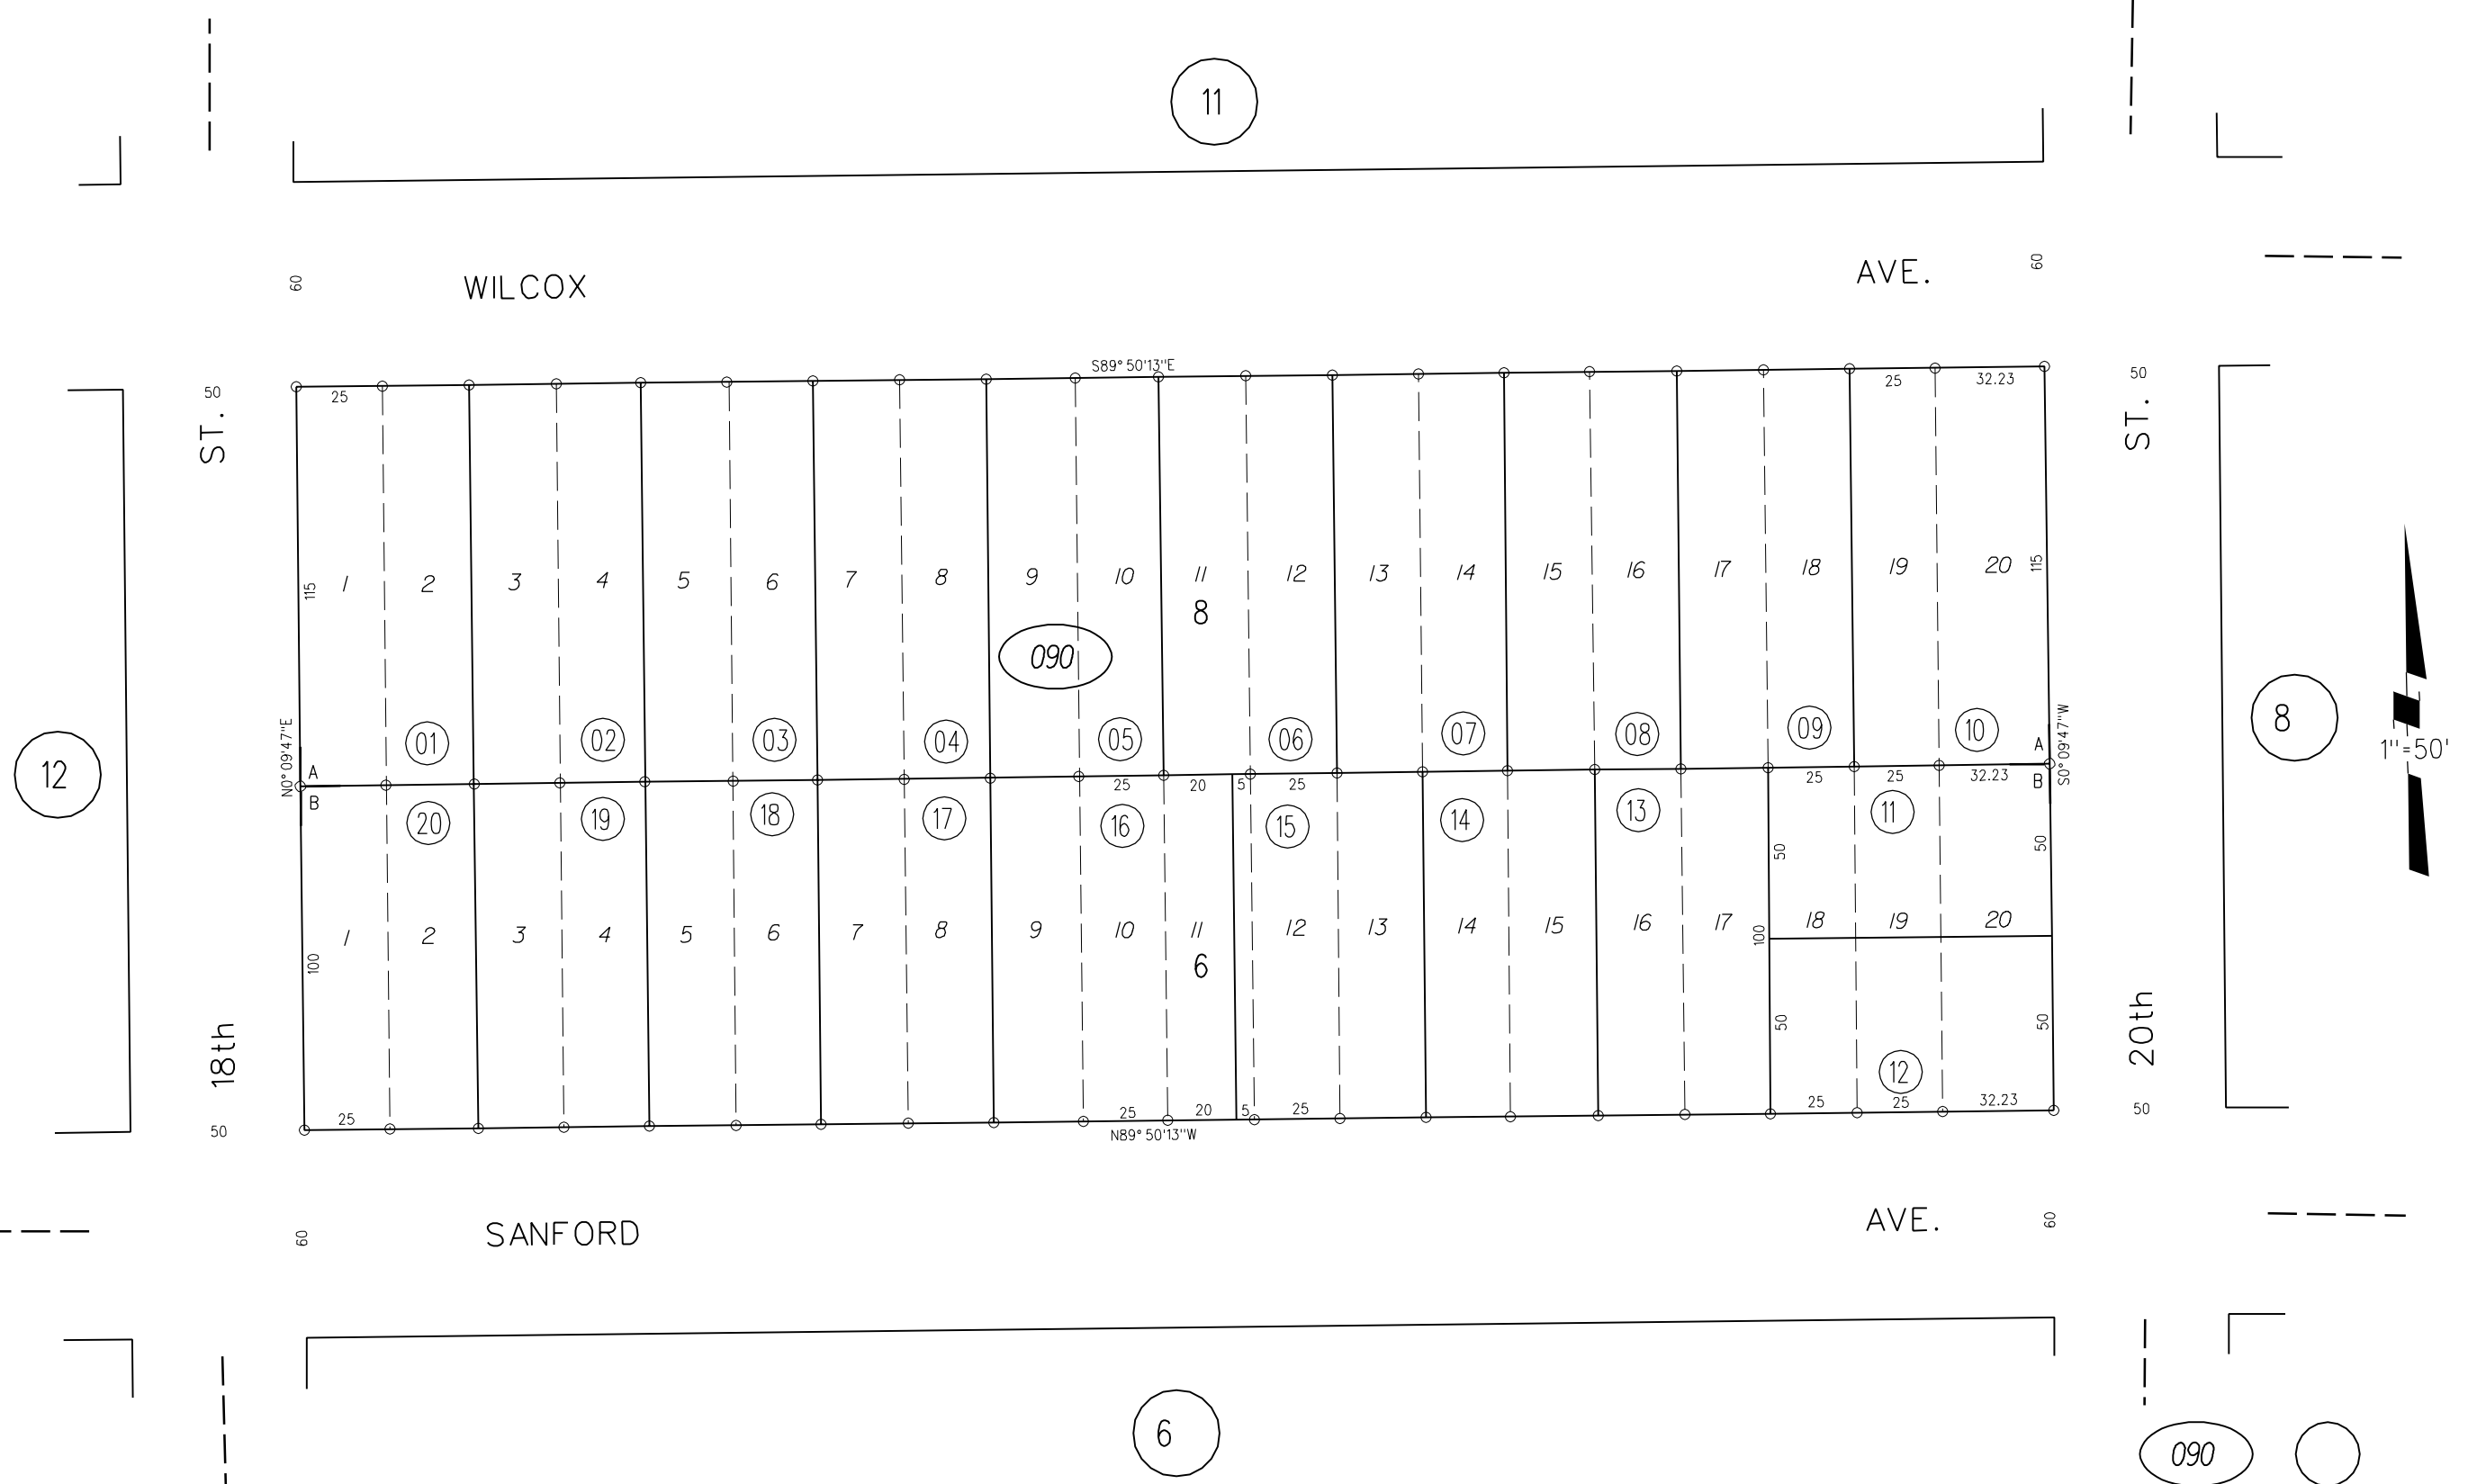 11
60
WILCOX
AVE.
60
50
ST.
S89° 50'13"E
25
25
32.23
50
ST.
115
1 2 3 4 5 6 7 8 9 10 11 12 13 14 15 16 17 18 19 20
115
8
090
N0° 09'47"E
01 02 03 04 05 06 07 08 09 10
S0° 09'47"W
12
8
1"=50'
A
A
B
25 20 5 25 25 25 32.23
B
20 19 18 17 16 15 14 13 11
50
50
1 2 3 4 5 6 7 8 9 10 11 12 13 14 15 16 17 18 19 20
100
6
100
50
50
18th
20th
12
25
25 20 5 25
25 25 32.23
50
N89° 50'13"W
50
60
SANFORD
AVE.
60
6
090